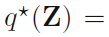 q⋆(Z) =